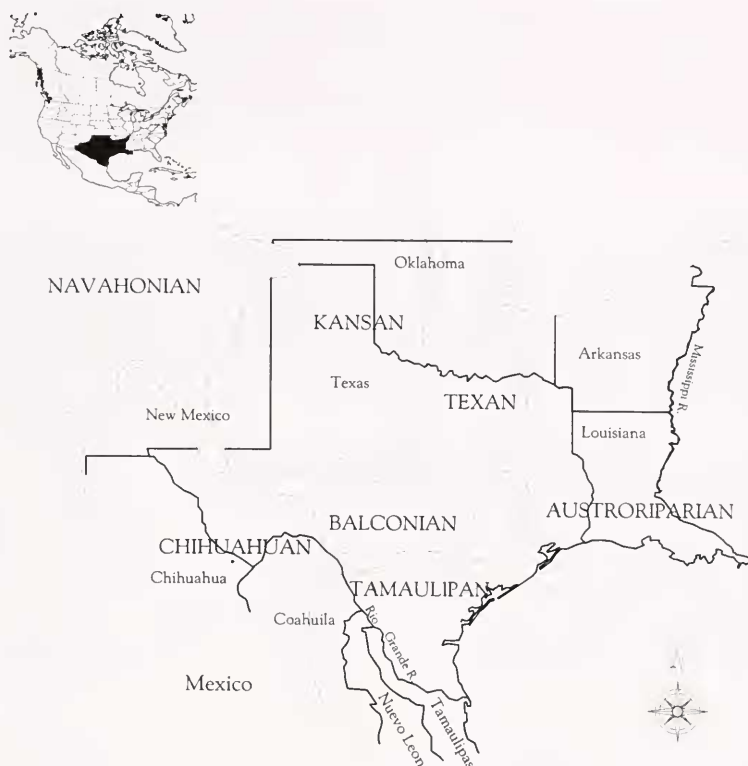 Oklahoma
NAVAHONIAN
KANSAN
Arkansas
Mississippi R.
Texas
TEXAN
New Mexico
Louisiana
AUSTRORIPARIAN
BALCONIAN
CHIHUAHUAN
Chihuahua
TAMAULIPAN
Coahuila
Rio Grande R.
Mexico
Nuevo Leon
Tamaulipas
N